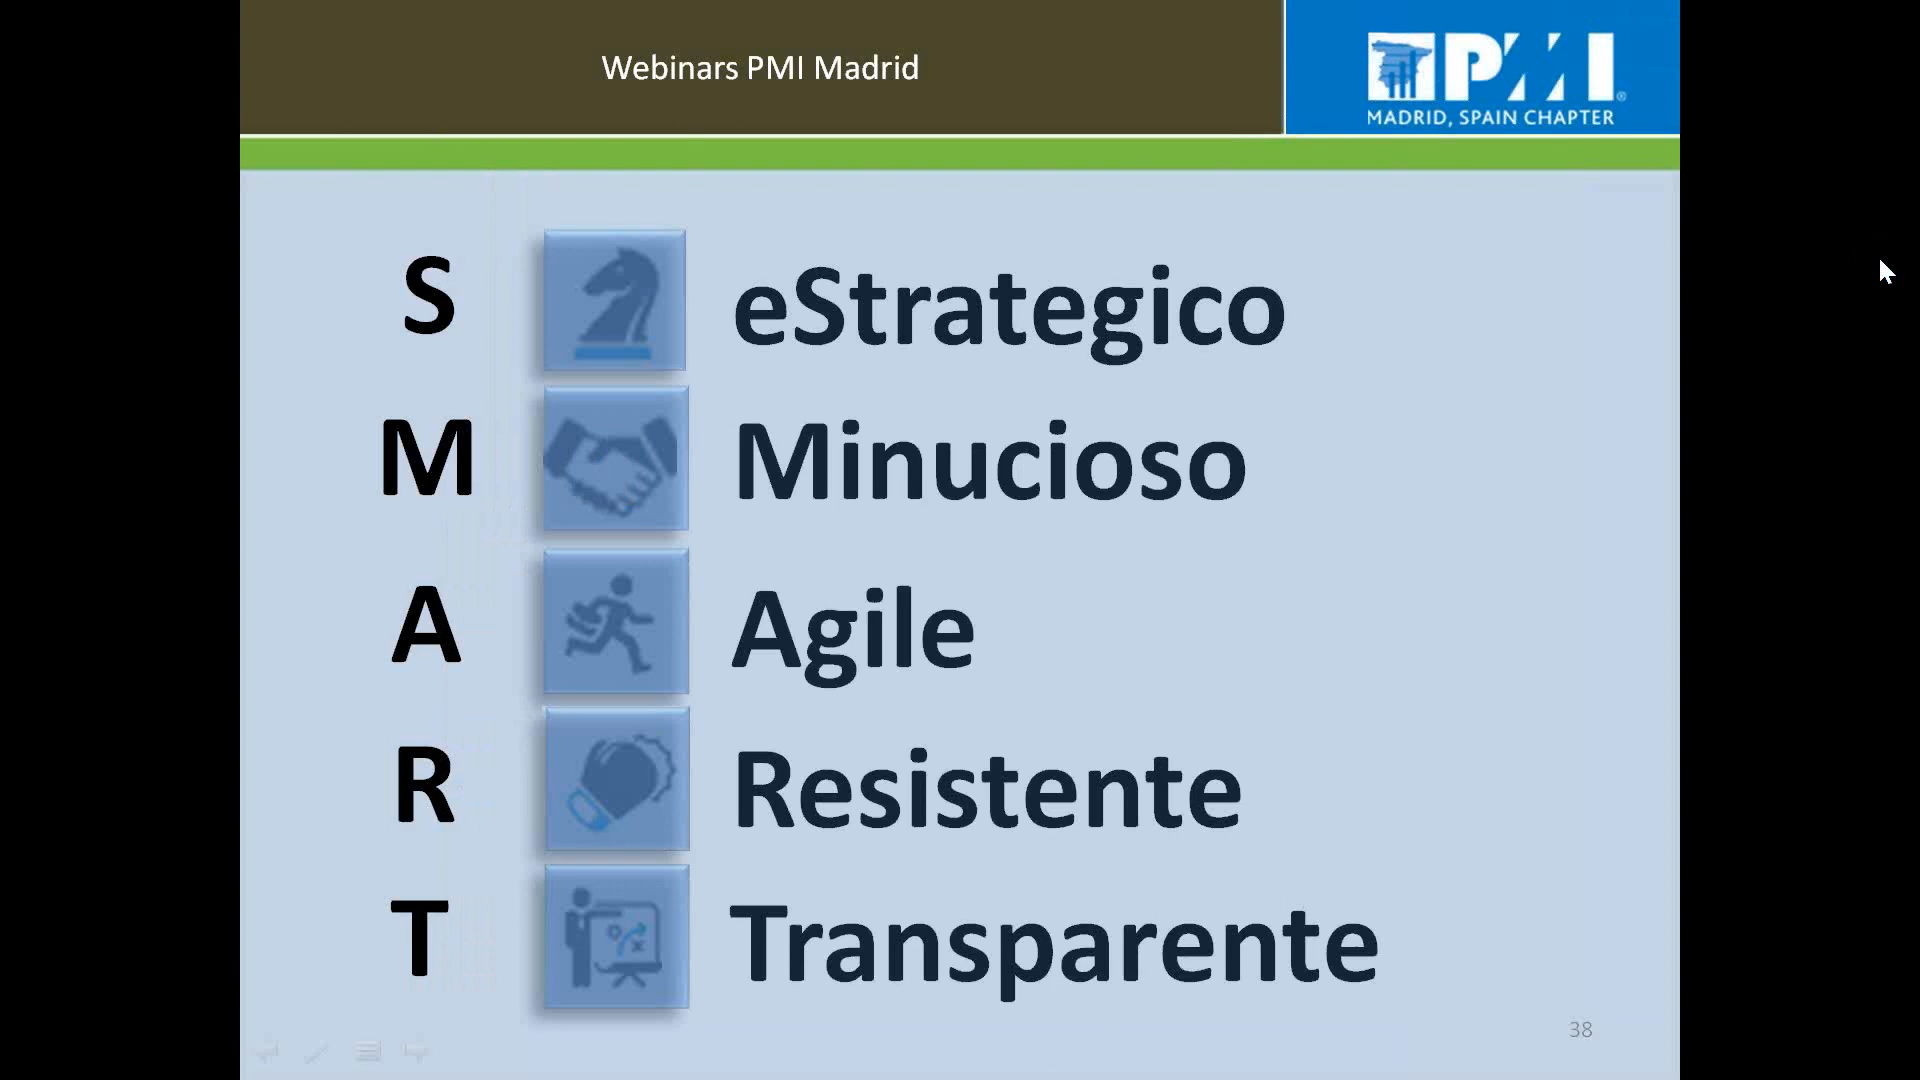 Webinars PMI Madrid
PMI®
MADRID, SPAIN CHAPTER
S eStrategico
M Minucioso
A Agile
R Resistente
T Transparente
38